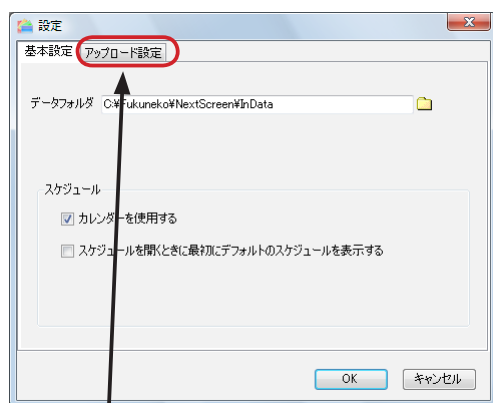 設定
基本設定 アップロード設定
データフォルダ C:¥Fukuneko¥NextScreen¥InData
スケジュール
カレンダーを使用する
スケジュールを開くときに最初にデフォルトのスケジュールを表示する
OK キャンセル